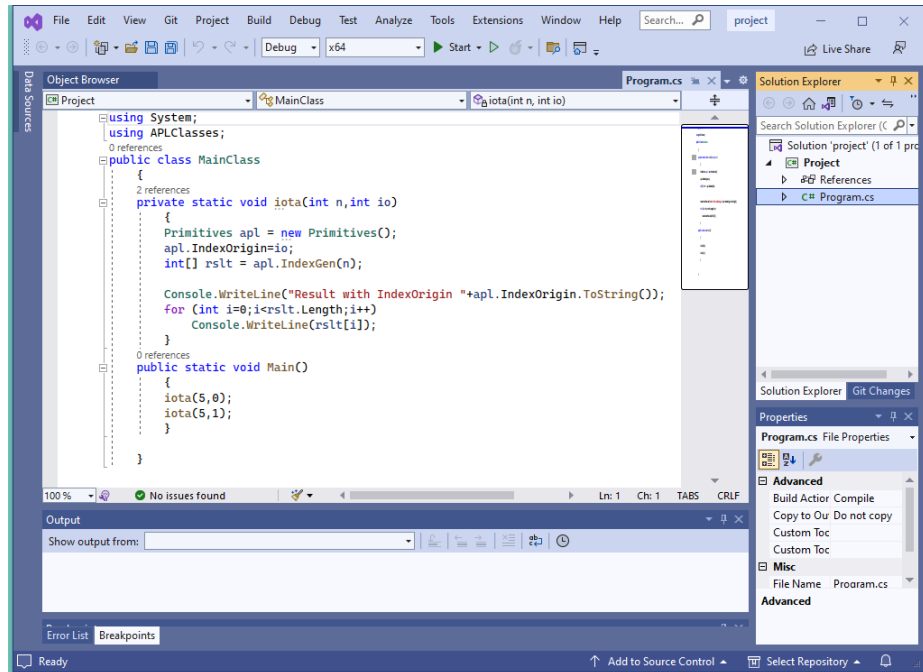 File Edit View Git Project Build Debug Test Analyze Tools Extensions Window Help Search... project
Debug x64 Start Live Share
Data Sources
Object Browser
Program.cs
Project MainClass iota(int n, int io)
using System;
using APLClasses;
0 references
public class MainClass
{
2 references
private static void iota(int n,int io)
{
Primitives apl = new Primitives();
apl.IndexOrigin=io;
int[] rslt = apl.IndexGen(n);
Console.WriteLine("Result with IndexOrigin "+apl.IndexOrigin.ToString());
for (int i=0;i<rslt.Length;i++)
Console.WriteLine(rslt[i]);
}
0 references
public static void Main()
{
iota(5,0);
iota(5,1);
}
}
100 % No issues found Ln: 1 Ch: 1 TABS CRLF
Output
Show output from:
Error List Breakpoints
Solution Explorer
Search Solution Explorer (C
Solution 'project' (1 of 1 pro
C# Project
References
C# Program.cs
Solution Explorer Git Changes
Properties
Program.cs File Properties
Advanced
Build Action Compile
Copy to Ou Do not copy
Custom Toc
Custom Toc
Misc
File Name Program.cs
Advanced
Ready Add to Source Control Select Repository